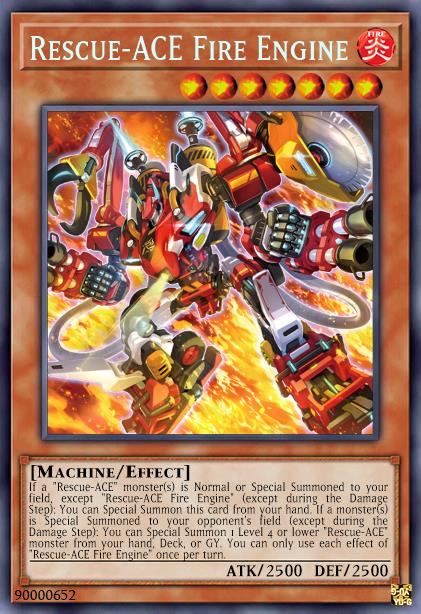 Rescue-ACE Fire Engine
FIRE
炎
[Machine/Effect]
If a "Rescue-ACE" monster(s) is Normal or Special Summoned to your
field, except "Rescue-ACE Fire Engine" (except during the Damage
Step): You can Special Summon this card from your hand. If a monster(s)
is Special Summoned to your opponent's field (except during the
Damage Step): You can Special Summon 1 Level 4 or lower "Rescue-ACE"
monster from your hand, Deck, or GY. You can only use each effect of
"Rescue-ACE Fire Engine" once per turn.
ATK/2500 DEF/2500
90000652